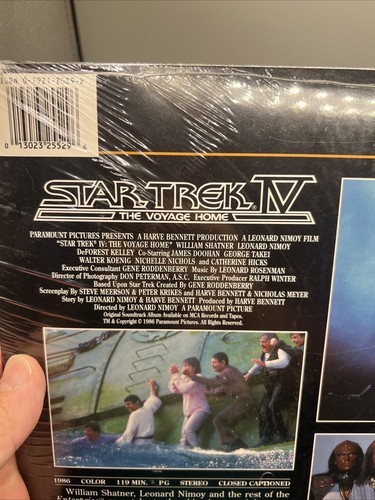 0 13023 25529
STAR TREK IV
THE VOYAGE HOME
PARAMOUNT PICTURES PRESENTS A HARVE BENNETT PRODUCTION A LEONARD NIMOY FILM
"STAR TREK® IV: THE VOYAGE HOME" WILLIAM SHATNER LEONARD NIMOY
DeFOREST KELLEY Co-Starring JAMES DOOHAN GEORGE TAKEI
WALTER KOENIG NICHELLE NICHOLS and CATHERINE HICKS
Executive Consultant GENE RODDENBERRY Music By LEONARD ROSENMAN
Director of Photography DON PETERMAN, A.S.C. Executive Producer RALPH WINTER
Based Upon Star Trek Created By GENE RODDENBERRY
Screenplay By STEVE MEERSON & PETER KRIKES and HARVE BENNETT & NICHOLAS MEYER
Story by LEONARD NIMOY & HARVE BENNETT Produced by HARVE BENNETT
Directed by LEONARD NIMOY A PARAMOUNT PICTURE
Original Soundtrack Album Available on MCA Records and Tapes.
TM & Copyright © 1986 Paramount Pictures. All Rights Reserved.
1986 COLOR 119 MIN. PG STEREO CLOSED CAPTIONED
William Shatner, Leonard Nimoy and the rest of the